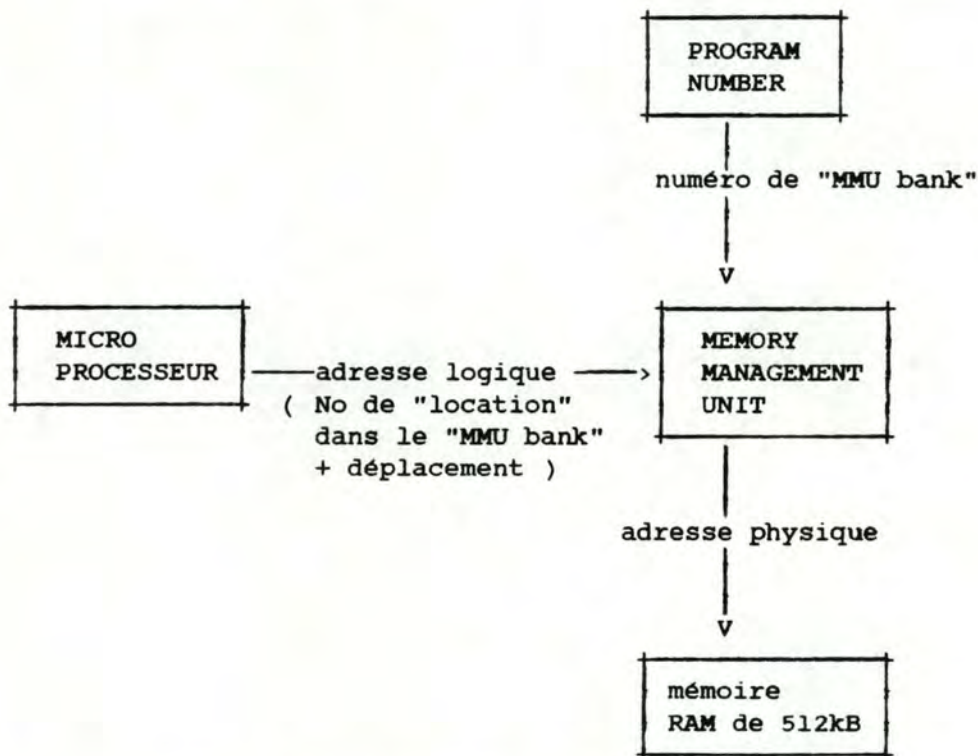 PROGRAM
NUMBER
numéro de "MMU bank"
MICRO
PROCESSEUR
adresse logique
( No de "location"
dans le "MMU bank"
+ déplacement )
MEMORY
MANAGEMENT
UNIT
adresse physique
mémoire
RAM de 512kB